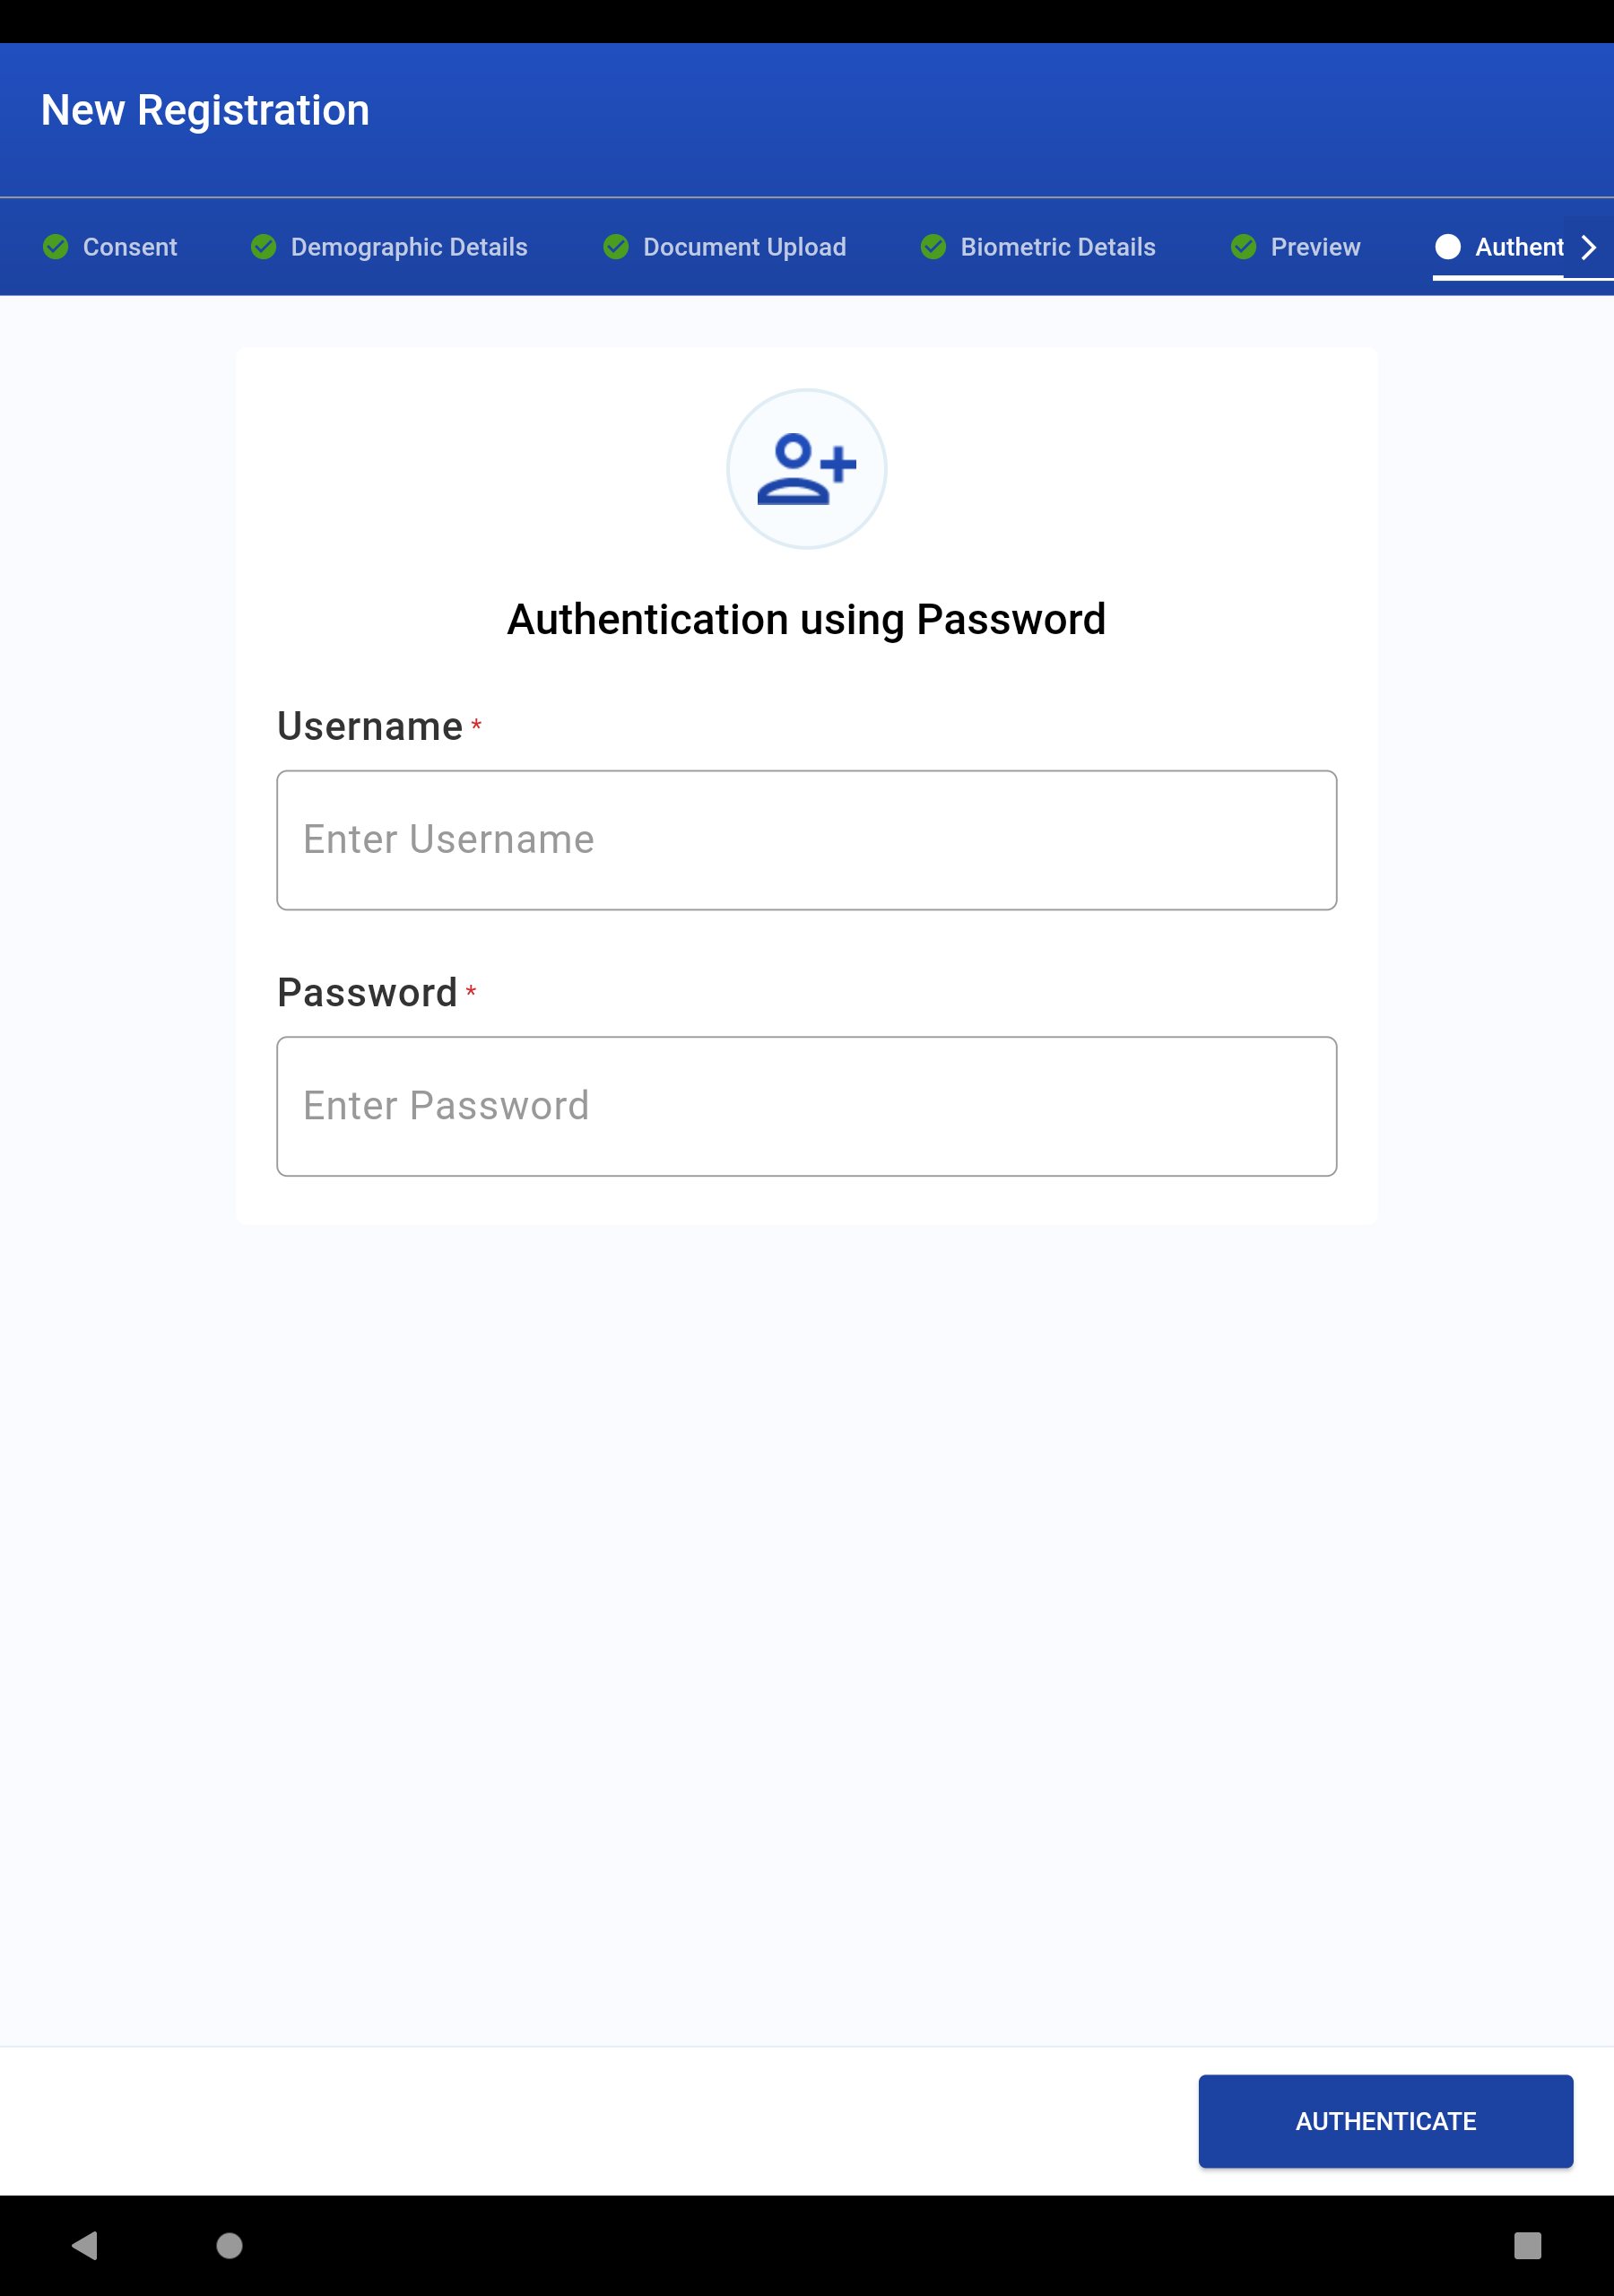 New Registration
Consent Demographic Details Document Upload Biometric Details Preview Authent
Authentication using Password
Username *
Enter Username
Password *
Enter Password
AUTHENTICATE